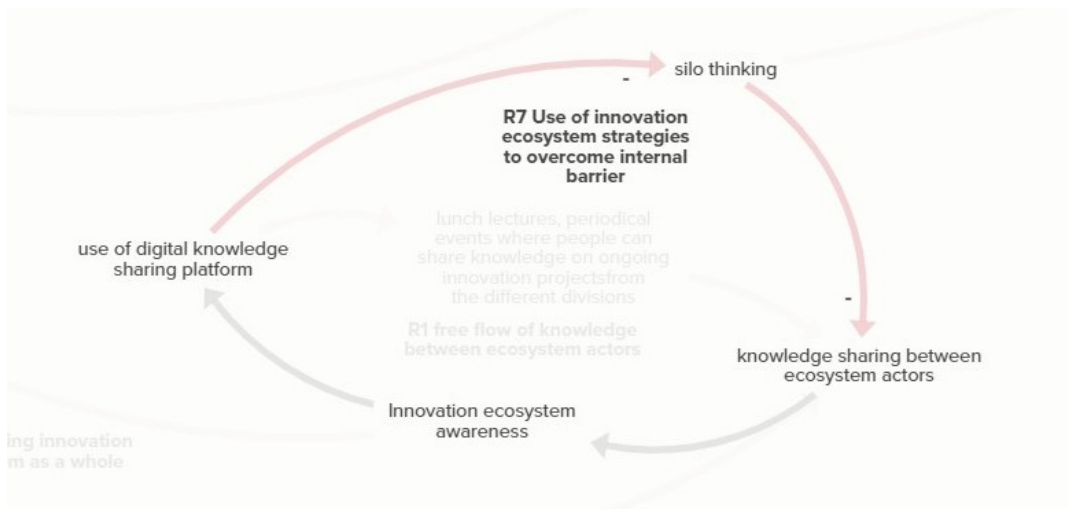 silo thinking
-
R7 Use of innovation
ecosystem strategies
to overcome internal
barrier
lunch lectures, periodical
events where people can
share knowledge on ongoing
innovation projectsfrom
the different divisions
use of digital knowledge
sharing platform
-
R1 free flow of knowledge
between ecosystem actors
knowledge sharing between
ecosystem actors
Innovation ecosystem
awareness
ing innovation
m as a whole